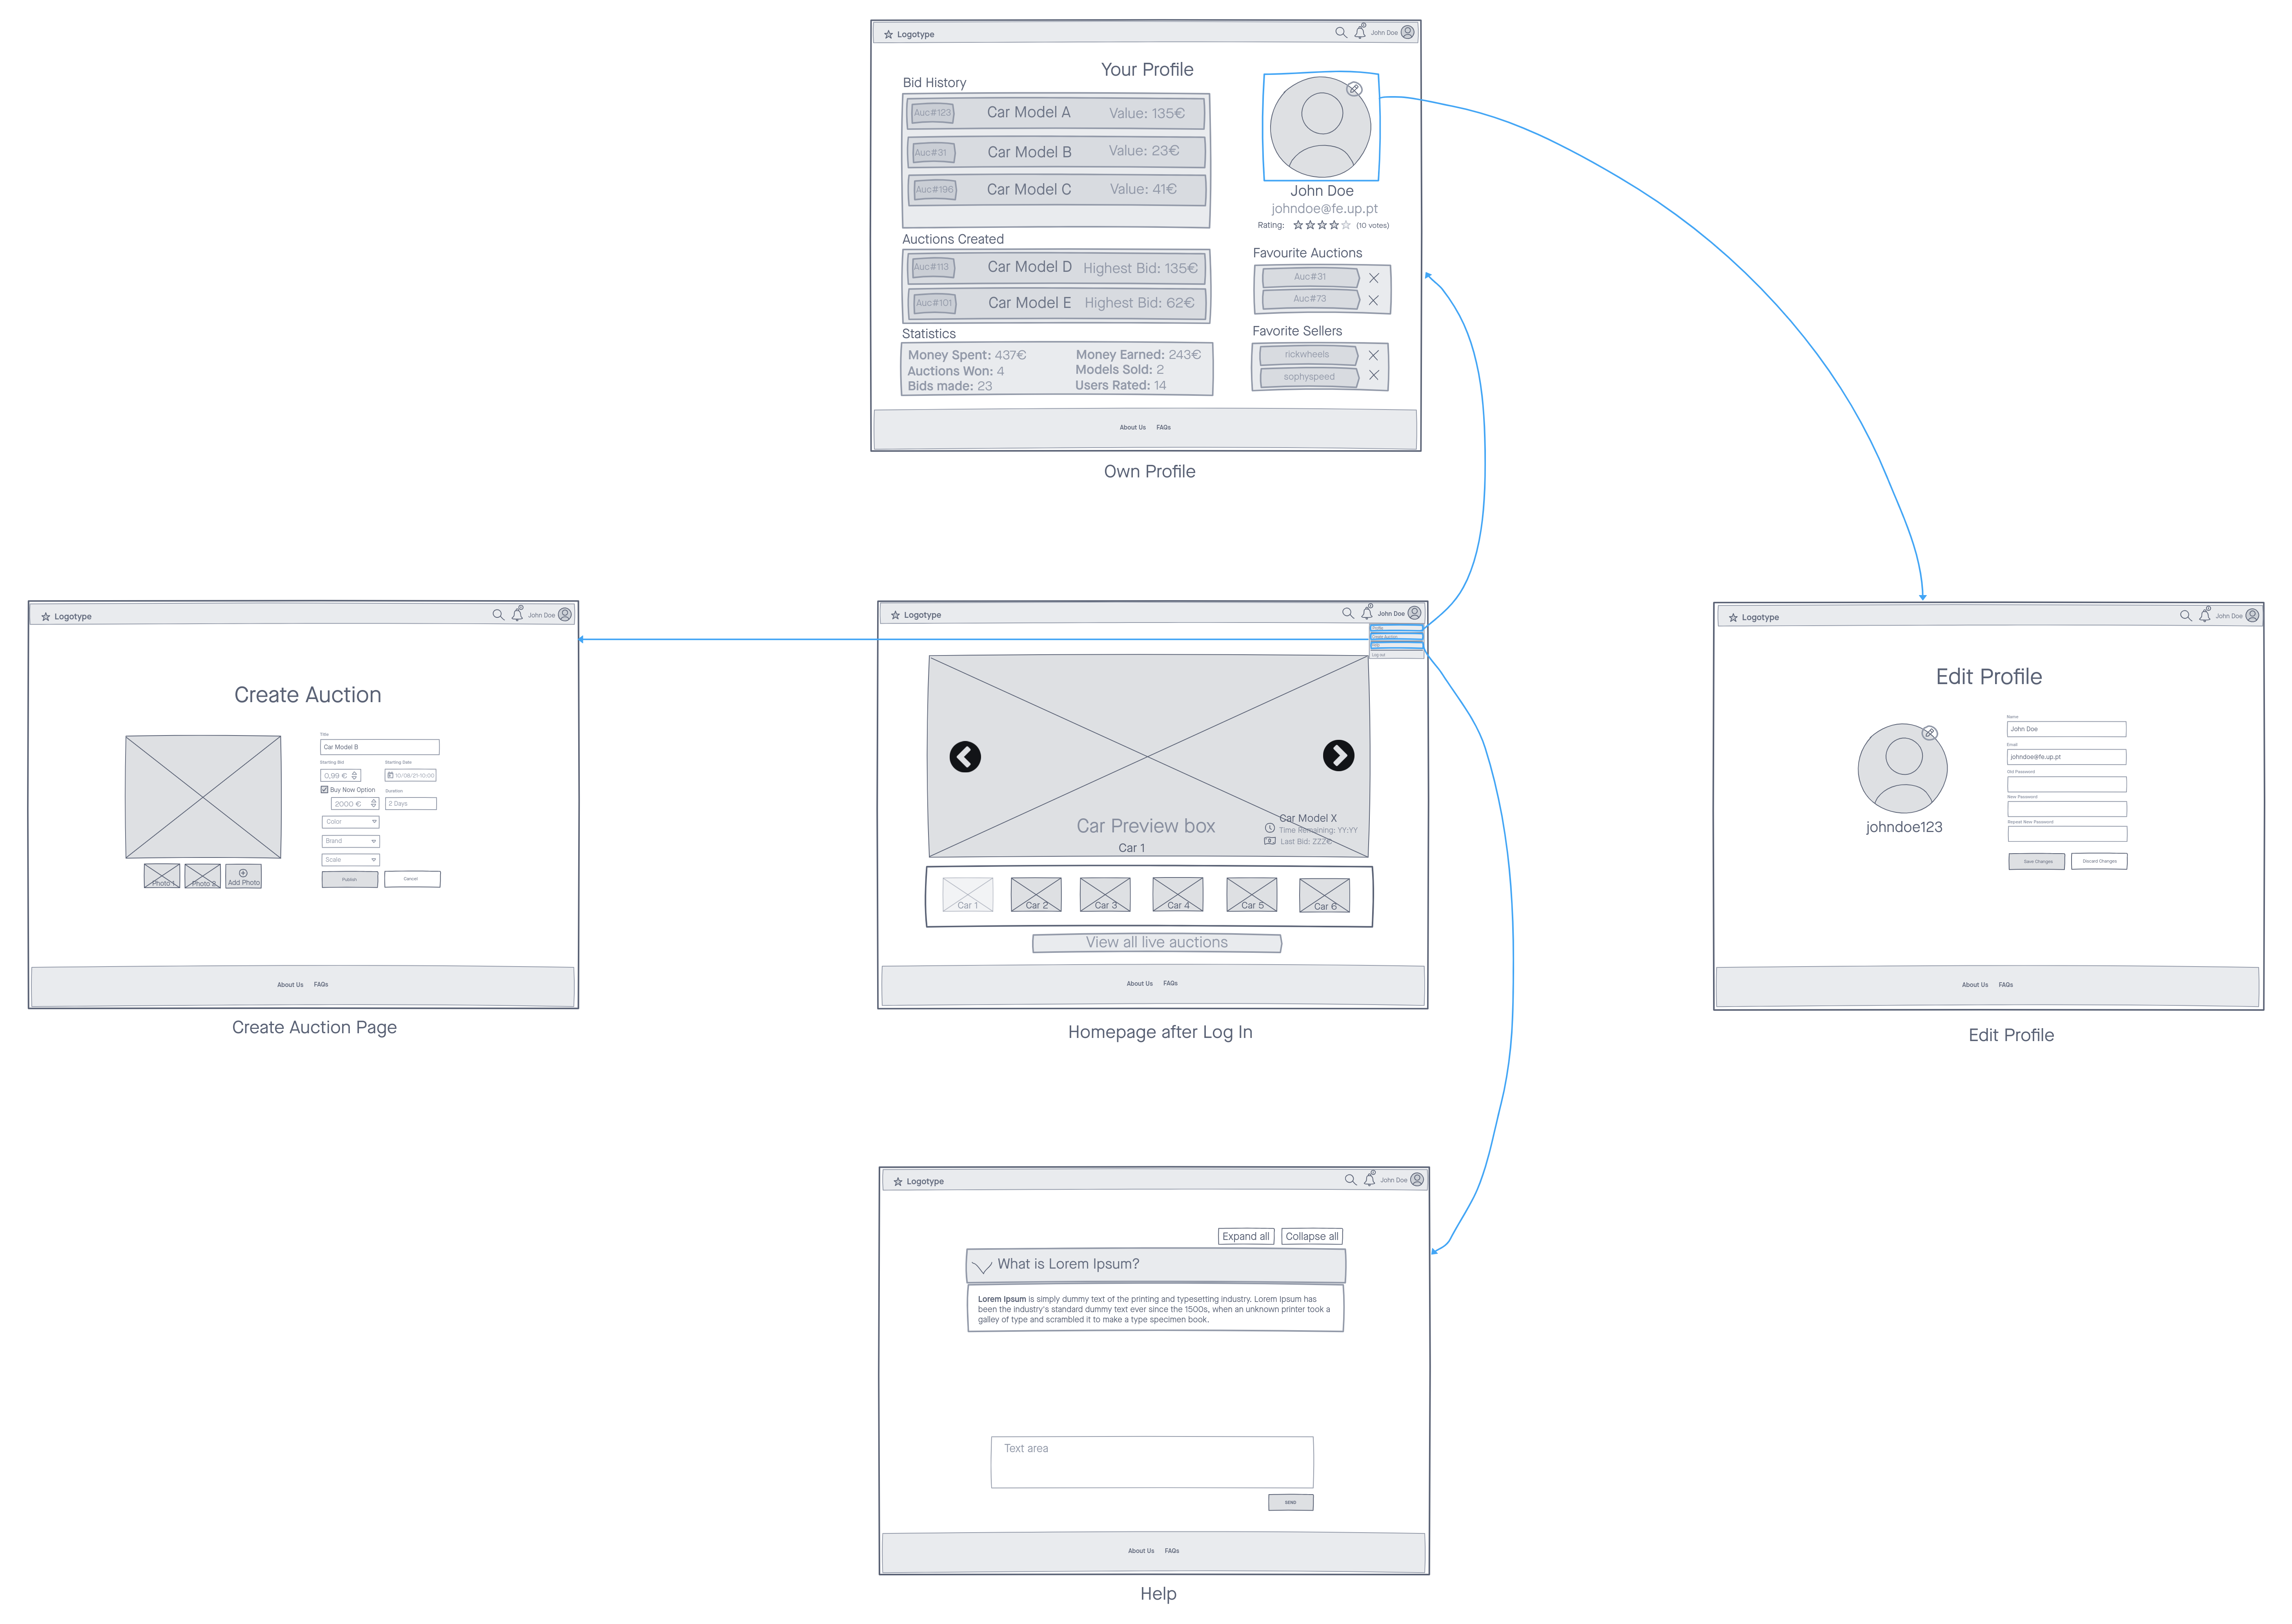 Logotype
John Doe
Your Profile
Bid History
Auc#123 Car Model A Value: 135€
Auc#31 Car Model B Value: 23€
Auc#196 Car Model C Value: 41€
Auctions Created
Auc#113 Car Model D Highest Bid: 135€
Auc#101 Car Model E Highest Bid: 62€
Statistics
Money Spent: 437€ Money Earned: 243€
Auctions Won: 4 Models Sold: 2
Bids made: 23 Users Rated: 14
John Doe
johndoe@fe.up.pt
Rating: (10 votes)
Favourite Auctions
Auc#31
Auc#73
Favorite Sellers
rickwheels
sophyspeed
About Us FAQs
Own Profile
Logotype
John Doe
Create Auction
Title
Car Model B
Starting Bid Starting Date
0,99 € 10/08/21-10:00
Buy Now Option Duration
2000 € 2 Days
Color
Brand
Scale
Publish Cancel
Photo 1 Photo 2 Add Photo
About Us FAQs
Create Auction Page
Logotype
John Doe
Profile
Create Auction
Help
Log out
Car Preview box
Car 1
Car Model X
Time Remaining: YY:YY
Last Bid: ZZZ€
Car 1 Car 2 Car 3 Car 4 Car 5 Car 6
View all live auctions
About Us FAQs
Homepage after Log In
Logotype
John Doe
Edit Profile
johndoe123
Name
John Doe
Email
johndoe@fe.up.pt
Old Password
New Password
Repeat New Password
Save Changes Discard Changes
About Us FAQs
Edit Profile
Logotype
John Doe
Expand all Collapse all
What is Lorem Ipsum?
Lorem Ipsum is simply dummy text of the printing and typesetting industry. Lorem Ipsum has
been the industry's standard dummy text ever since the 1500s, when an unknown printer took a
galley of type and scrambled it to make a type specimen book.
Text area
SEND
About Us FAQs
Help